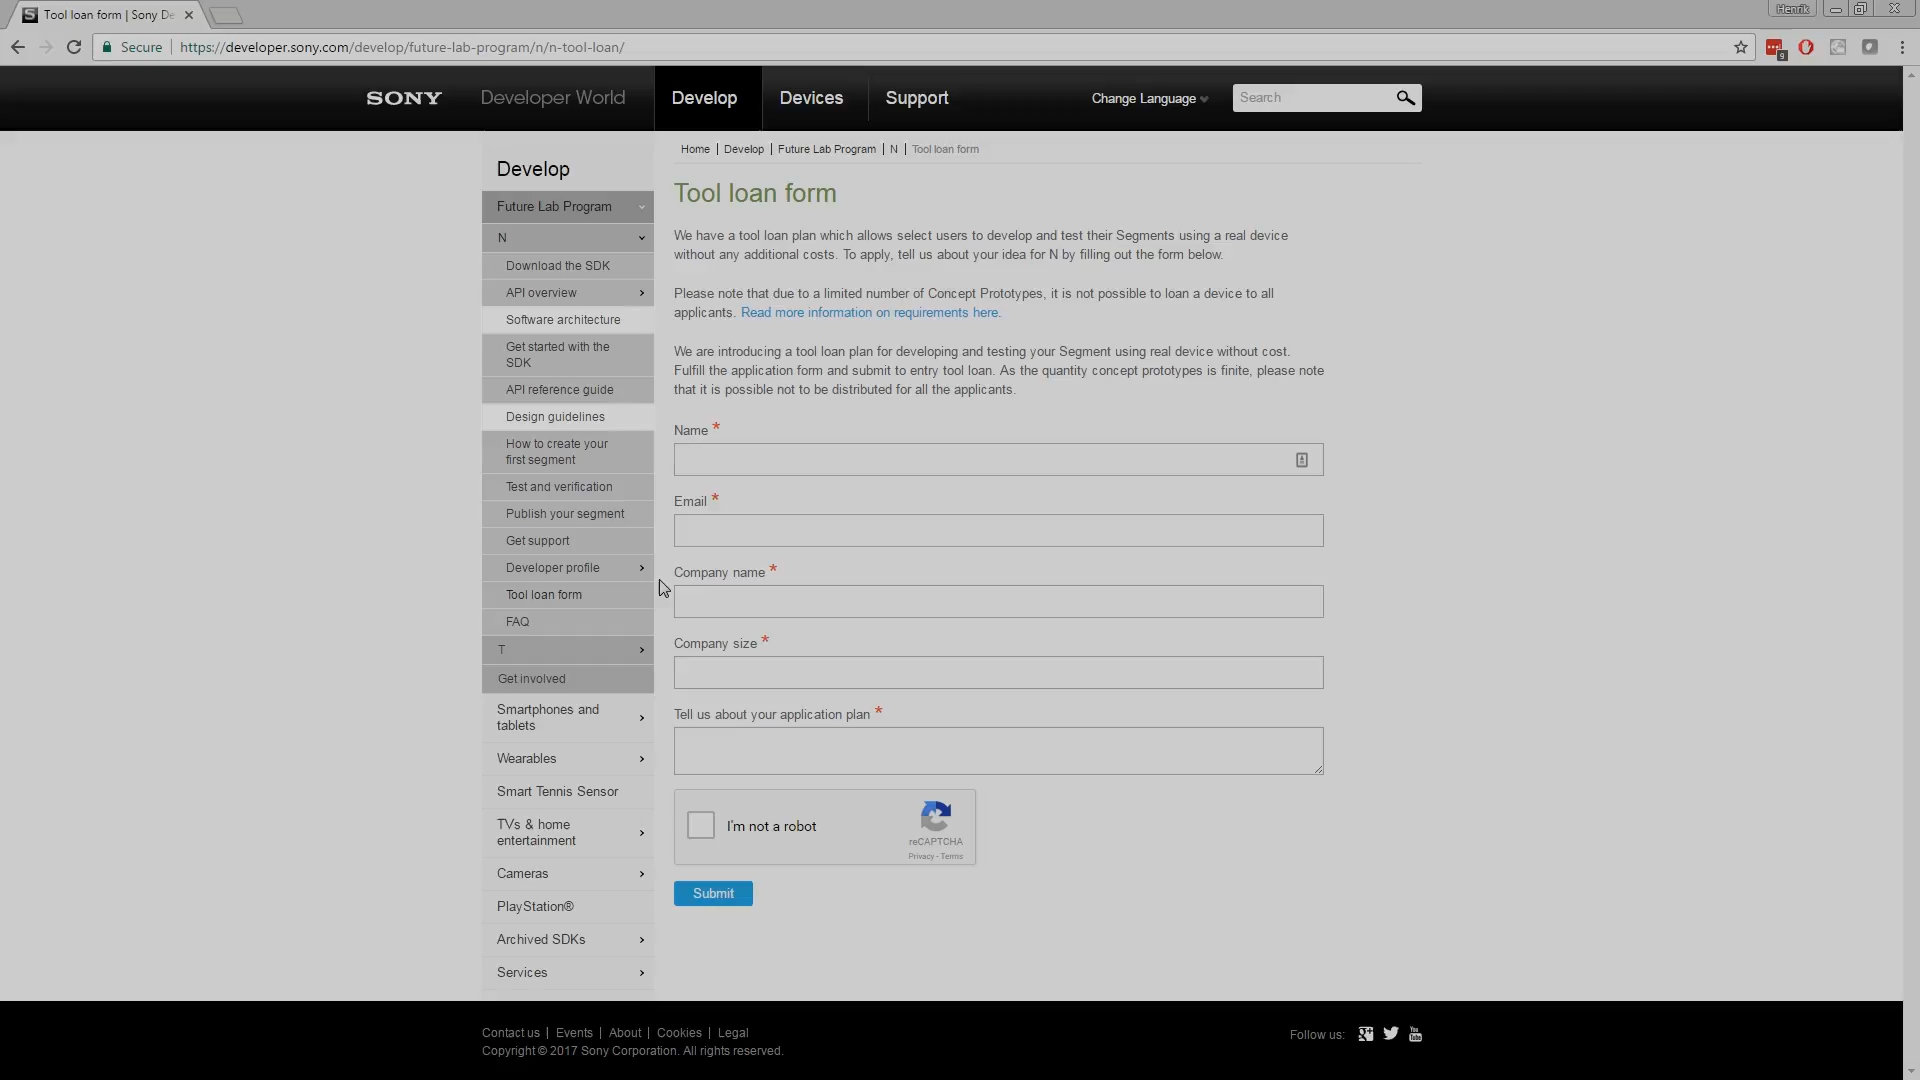 Tool loan form | Sony De
Henrik
Secure | https://developer.sony.com/develop/future-lab-program/n/n-tool-loan/
9
SONY Developer World Develop Devices Support Change Language Search
Home | Develop | Future Lab Program | N | Tool loan form
Develop
Future Lab Program
N
Download the SDK
API overview
Software architecture
Get started with the
SDK
API reference guide
Design guidelines
How to create your
first segment
Test and verification
Publish your segment
Get support
Developer profile
Tool loan form
FAQ
T
Get involved
Smartphones and
tablets
Wearables
Smart Tennis Sensor
TVs & home
entertainment
Cameras
PlayStation®
Archived SDKs
Services
Tool loan form
We have a tool loan plan which allows select users to develop and test their Segments using a real device
without any additional costs. To apply, tell us about your idea for N by filling out the form below.
Please note that due to a limited number of Concept Prototypes, it is not possible to loan a device to all
applicants. Read more information on requirements here.
We are introducing a tool loan plan for developing and testing your Segment using real device without cost.
Fulfill the application form and submit to entry tool loan. As the quantity concept prototypes is finite, please note
that it is possible not to be distributed for all the applicants.
Name *
Email *
Company name *
Company size *
Tell us about your application plan *
I'm not a robot
reCAPTCHA
Privacy - Terms
Submit
Contact us | Events | About | Cookies | Legal
Copyright © 2017 Sony Corporation. All rights reserved.
Follow us: